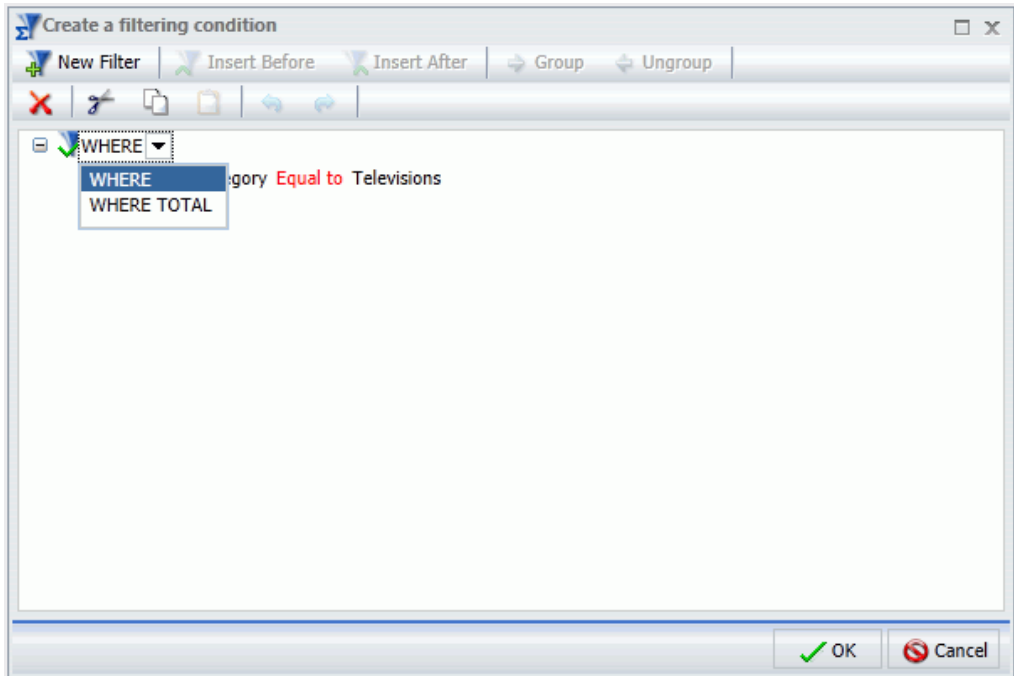 Create a filtering condition
New Filter Insert Before Insert After Group Ungroup
WHERE
WHERE
egory Equal to Televisions
WHERE TOTAL
OK Cancel